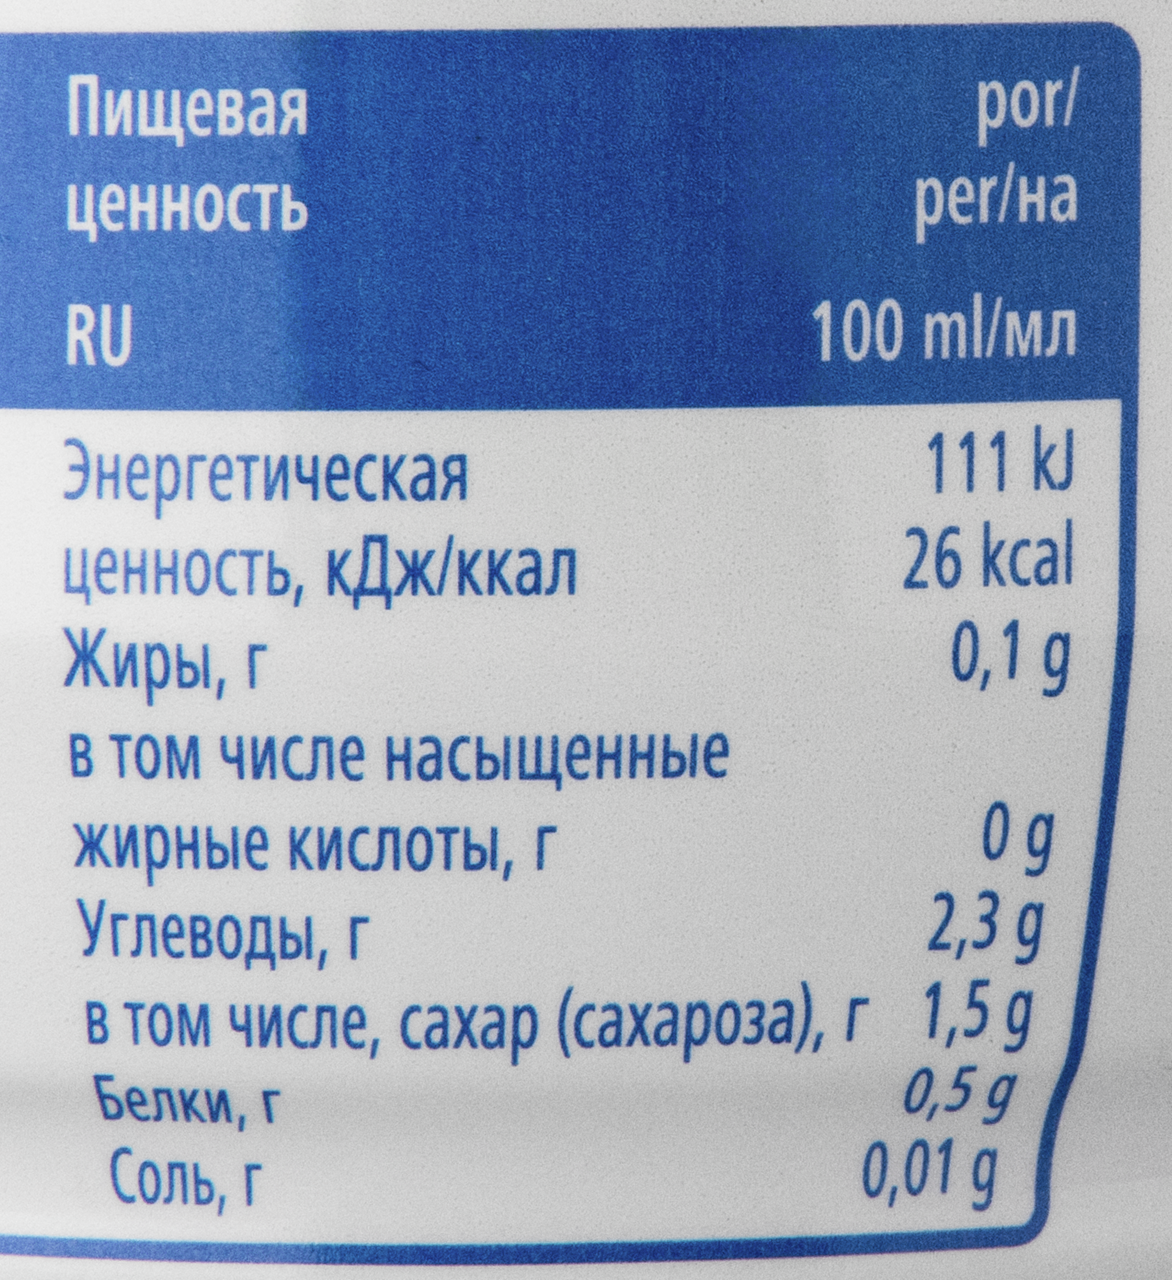 Пищевая por/
ценность per/на
RU 100 ml/мл
Энергетическая 111 kJ
ценность, кДж/ккал 26 kcal
Жиры, г 0,1 g
в том числе насыщенные
жирные кислоты, г 0 g
Углеводы, г 2,3 g
в том числе, сахар (сахароза), г 1,5 g
Белки, г 0,5 g
Соль, г 0,01 g